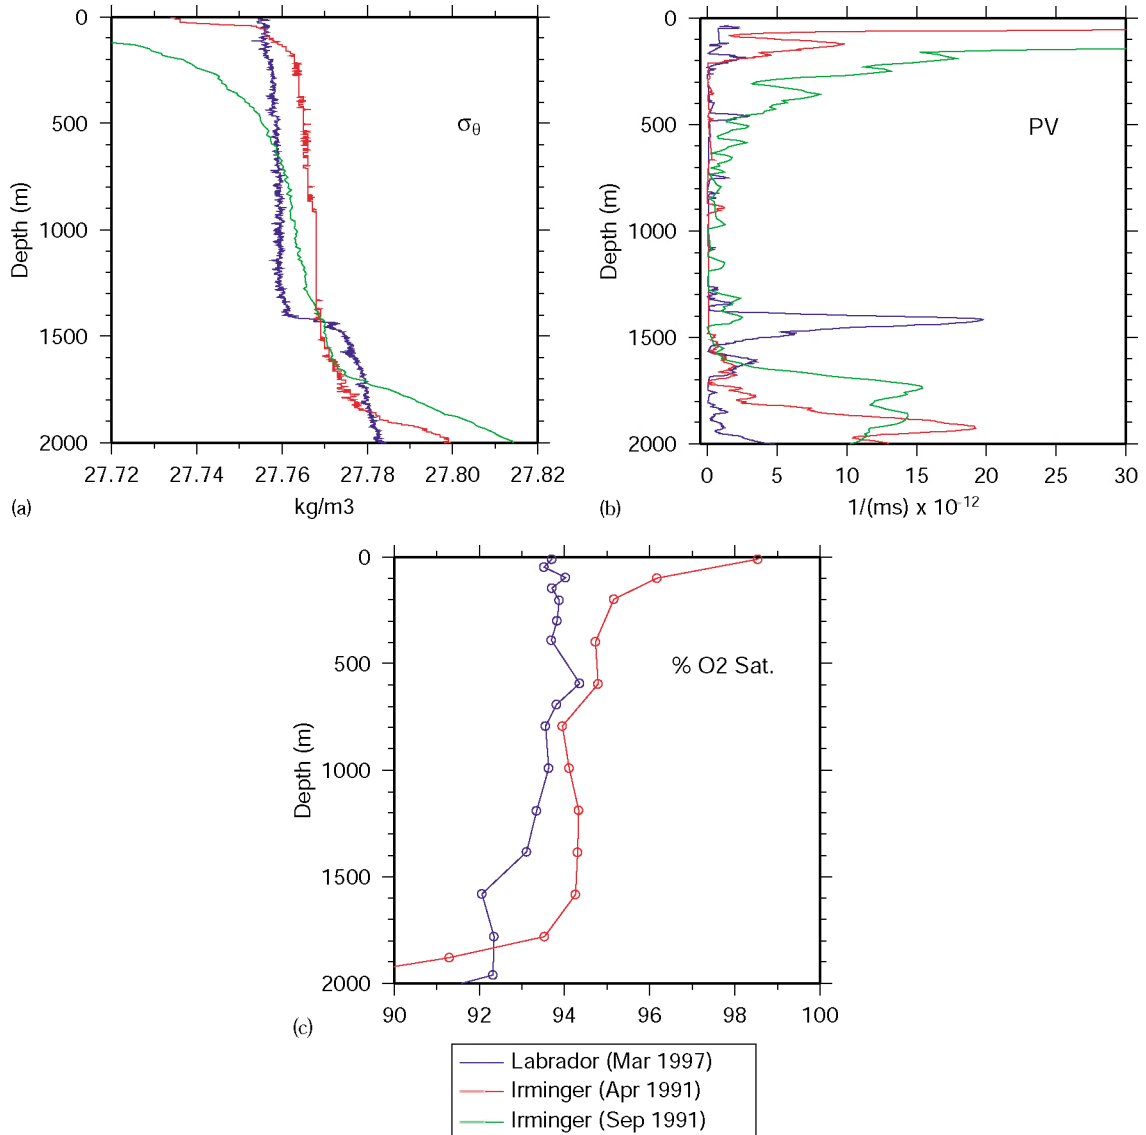 0
500
1000
1500
2000
Depth (m)
σθ
27.72
27.74
27.76
27.78
27.80
27.82
kg/m3
(a)
0
500
1000
1500
2000
Depth (m)
PV
0
5
10
15
20
25
30
1/(ms) x 10⁻¹²
(b)
0
500
1000
1500
2000
Depth (m)
% O2 Sat.
90
92
94
96
98
100
(c)
Labrador (Mar 1997)
Irminger (Apr 1991)
Irminger (Sep 1991)